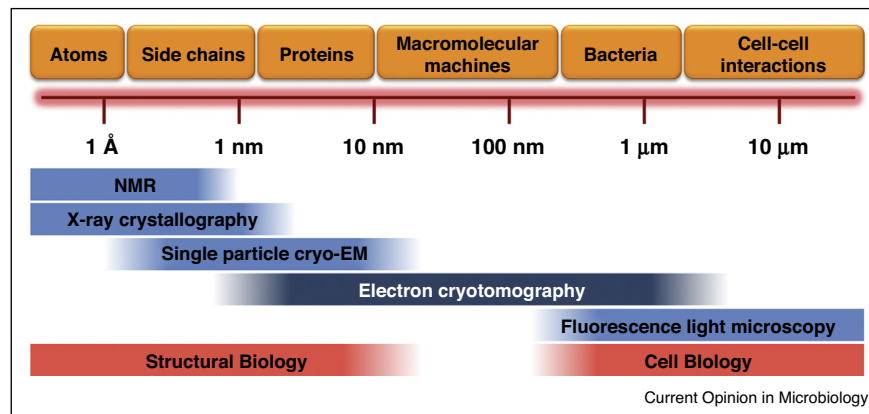 Atoms
Side chains
Proteins
Macromolecular
machines
Bacteria
Cell-cell
interactions
1 Å
1 nm
10 nm
100 nm
1 μm
10 μm
NMR
X-ray crystallography
Single particle cryo-EM
Electron cryotomography
Fluorescence light microscopy
Structural Biology
Cell Blology
Current Opinion in Microbiology